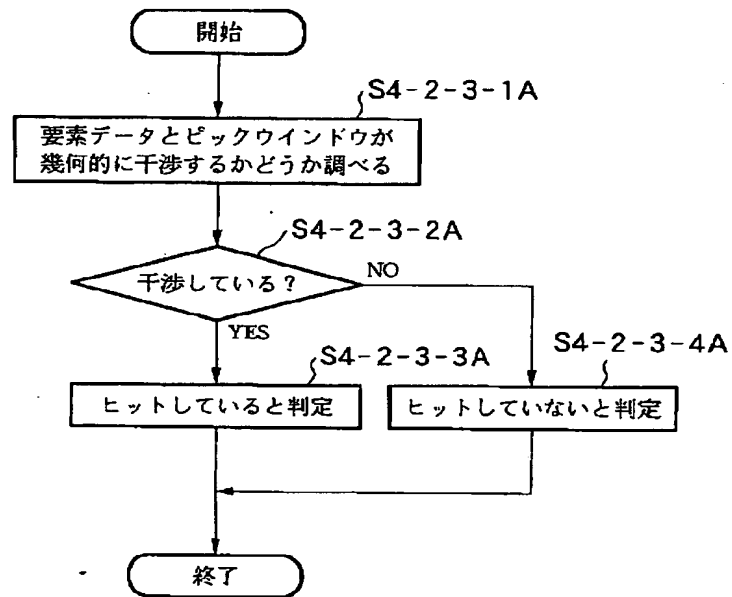 開始
S4-2-3-1A
要素データとピックウインドウが
幾何的に干渉するかどうか調べる
S4-2-3-2A
干渉している?
NO
YES
S4-2-3-3A
S4-2-3-4A
ヒットしていると判定
ヒットしていないと判定
終了